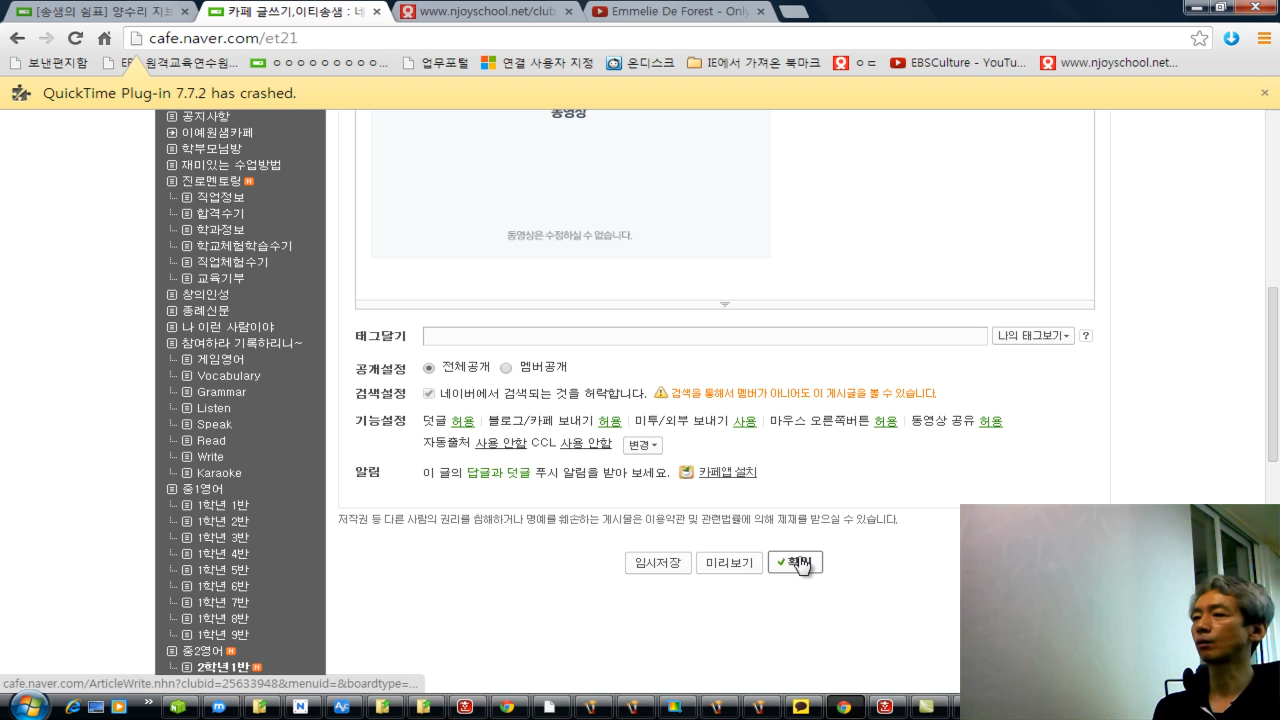 [송샘의 쉼표] 양수리 지
카페 글쓰기,이티송샘 : 네
www.njoyschool.net/club
Emmelie De Forest - Onl
cafe.naver.com/et21
보낸편지함
원격교육연수원...
ㅇㅇㅇㅇㅇㅇㅇㅇㅇ...
업무포털
연결 사용자 지정
온디스크
IE에서 가져온 북마크
ㅇㄷ
EBSCulture - YouTu...
www.njoyschool.net...
QuickTime Plug-in 7.7.2 has crashed.
공지사항
이예원샘카페
학부모님방
재미있는 수업방법
진로멘토링
직업정보
합격수기
학과정보
학교체험학습수기
직업체험수기
교육기부
창의인성
종례신문
나 이런 사람이야
참여하라 기록하리니~
게임영어
Vocabulary
Grammar
Listen
Speak
Read
Write
Karaoke
중1영어
1학년 1반
1학년 2반
1학년 3반
1학년 4반
1학년 5반
1학년 6반
1학년 7반
1학년 8반
1학년 9반
중2영어
2학년1반
동영상
동영상은 수정하실 수 없습니다.
태그달기 나의 태그보기 ?
공개설정 전체공개 멤버공개
검색설정 네이버에서 검색되는 것을 허락합니다. 검색을 통해서 멤버가 아니어도 이 게시글을 볼 수 있습니다.
기능설정 덧글 허용 블로그/카페 보내기 허용 미투/외부 보내기 사용 마우스 오른쪽버튼 허용 동영상 공유 허용
자동출처 사용 안함 CCL 사용 안함 변경
알림 이 글의 답글과 덧글 푸시 알림을 받아 보세요. 카페앱 설치
저작권 등 다른 사람의 권리를 침해하거나 명예를 훼손하는 게시물은 이용약관 및 관련법률에 의해 제재를 받으실 수 있습니다.
임시저장 미리보기
cafe.naver.com/ArticleWrite.nhn?clubid=25633948&menuid=&boardtype=...